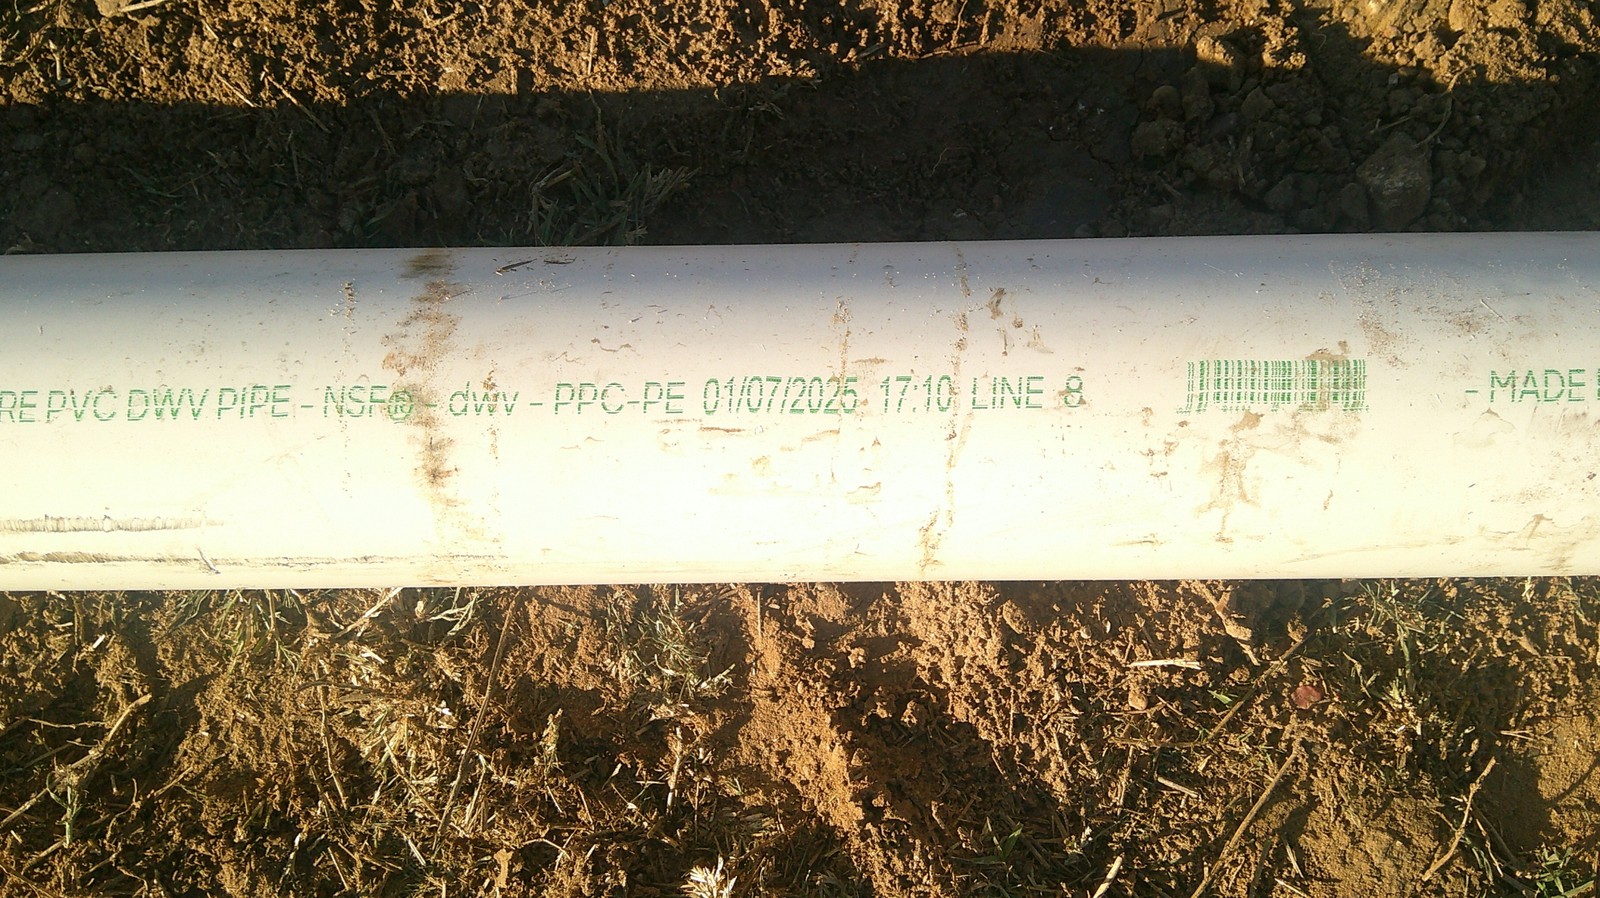 RE PVC DWV PIPE - NSF® - dwv - PPC-PE 01/07/2025 17:10 LINE 8 - MADE